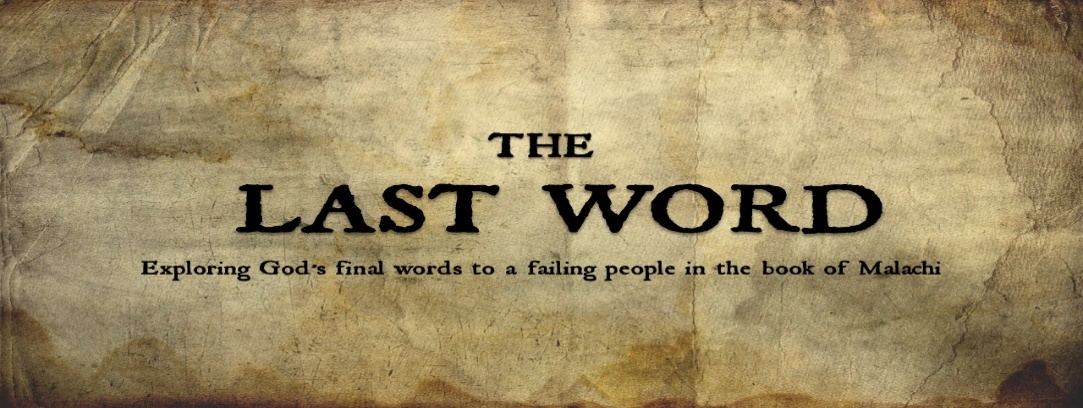 THE
LAST WORD
Exploring God's final words to a failing people in the book of Malachi